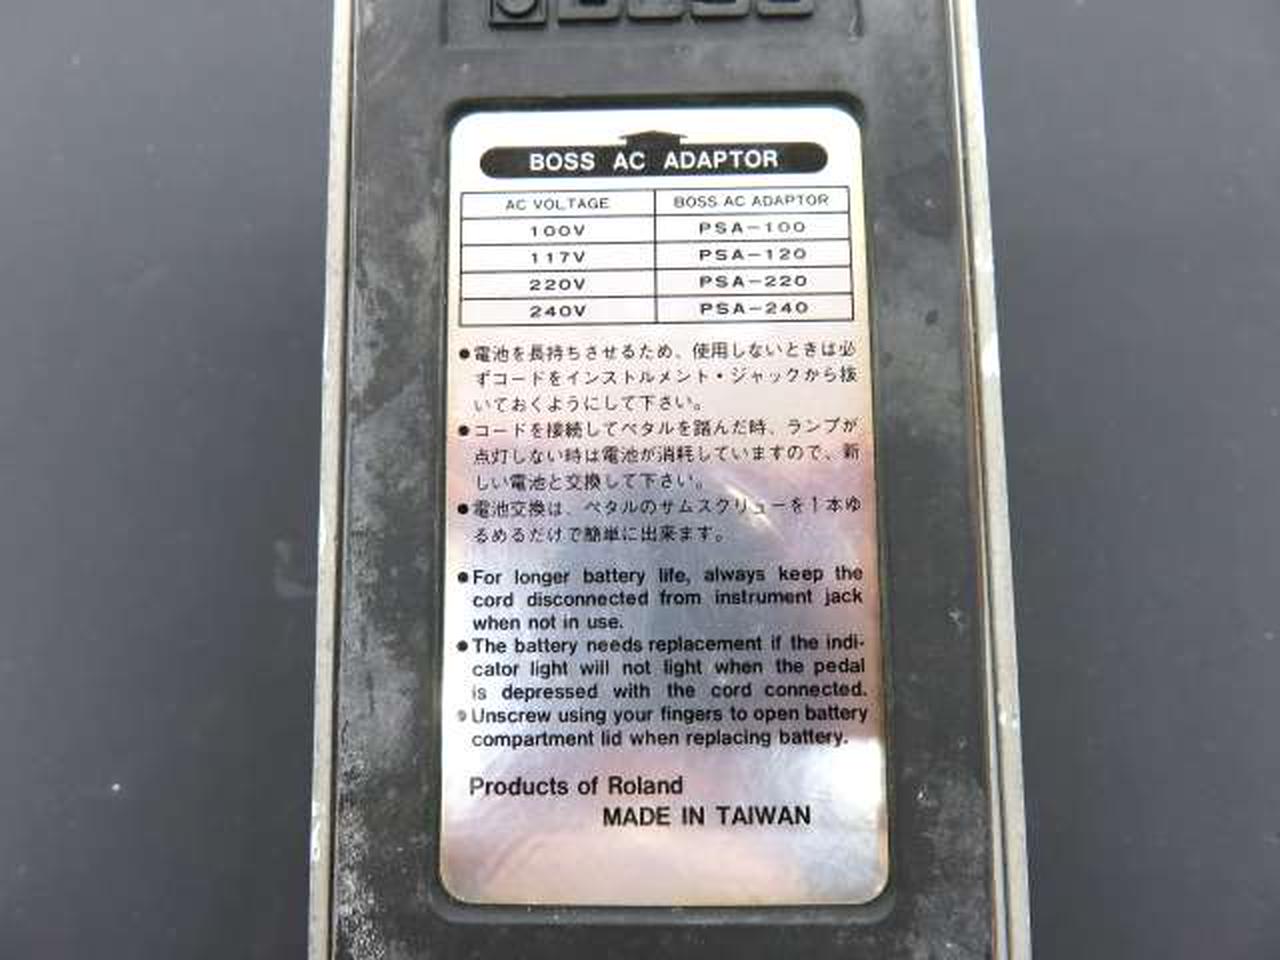 BOSS AC ADAPTOR
AC VOLTAGE BOSS AC ADAPTOR
100V PSA-100
117V PSA-120
220V PSA-220
240V PSA-240
●電池を長持ちさせるため、使用しないときは必
ずコードをインストルメント・ジャックから抜
いておくようにして下さい。
●コードを接続してペタルを踏んだ時、ランプが
点灯しない時は電池が消耗していますので、新
しい電池と交換して下さい。
●電池交換は、ペタルのサムスクリューを1本ゆ
るめるだけで簡単に出来ます。
●For longer battery life, always keep the
cord disconnected from instrument jack
when not in use.
●The battery needs replacement if the indi-
cator light will not light when the pedal
is depressed with the cord connected.
●Unscrew using your fingers to open battery
compartment lid when replacing battery.
Products of Roland
MADE IN TAIWAN